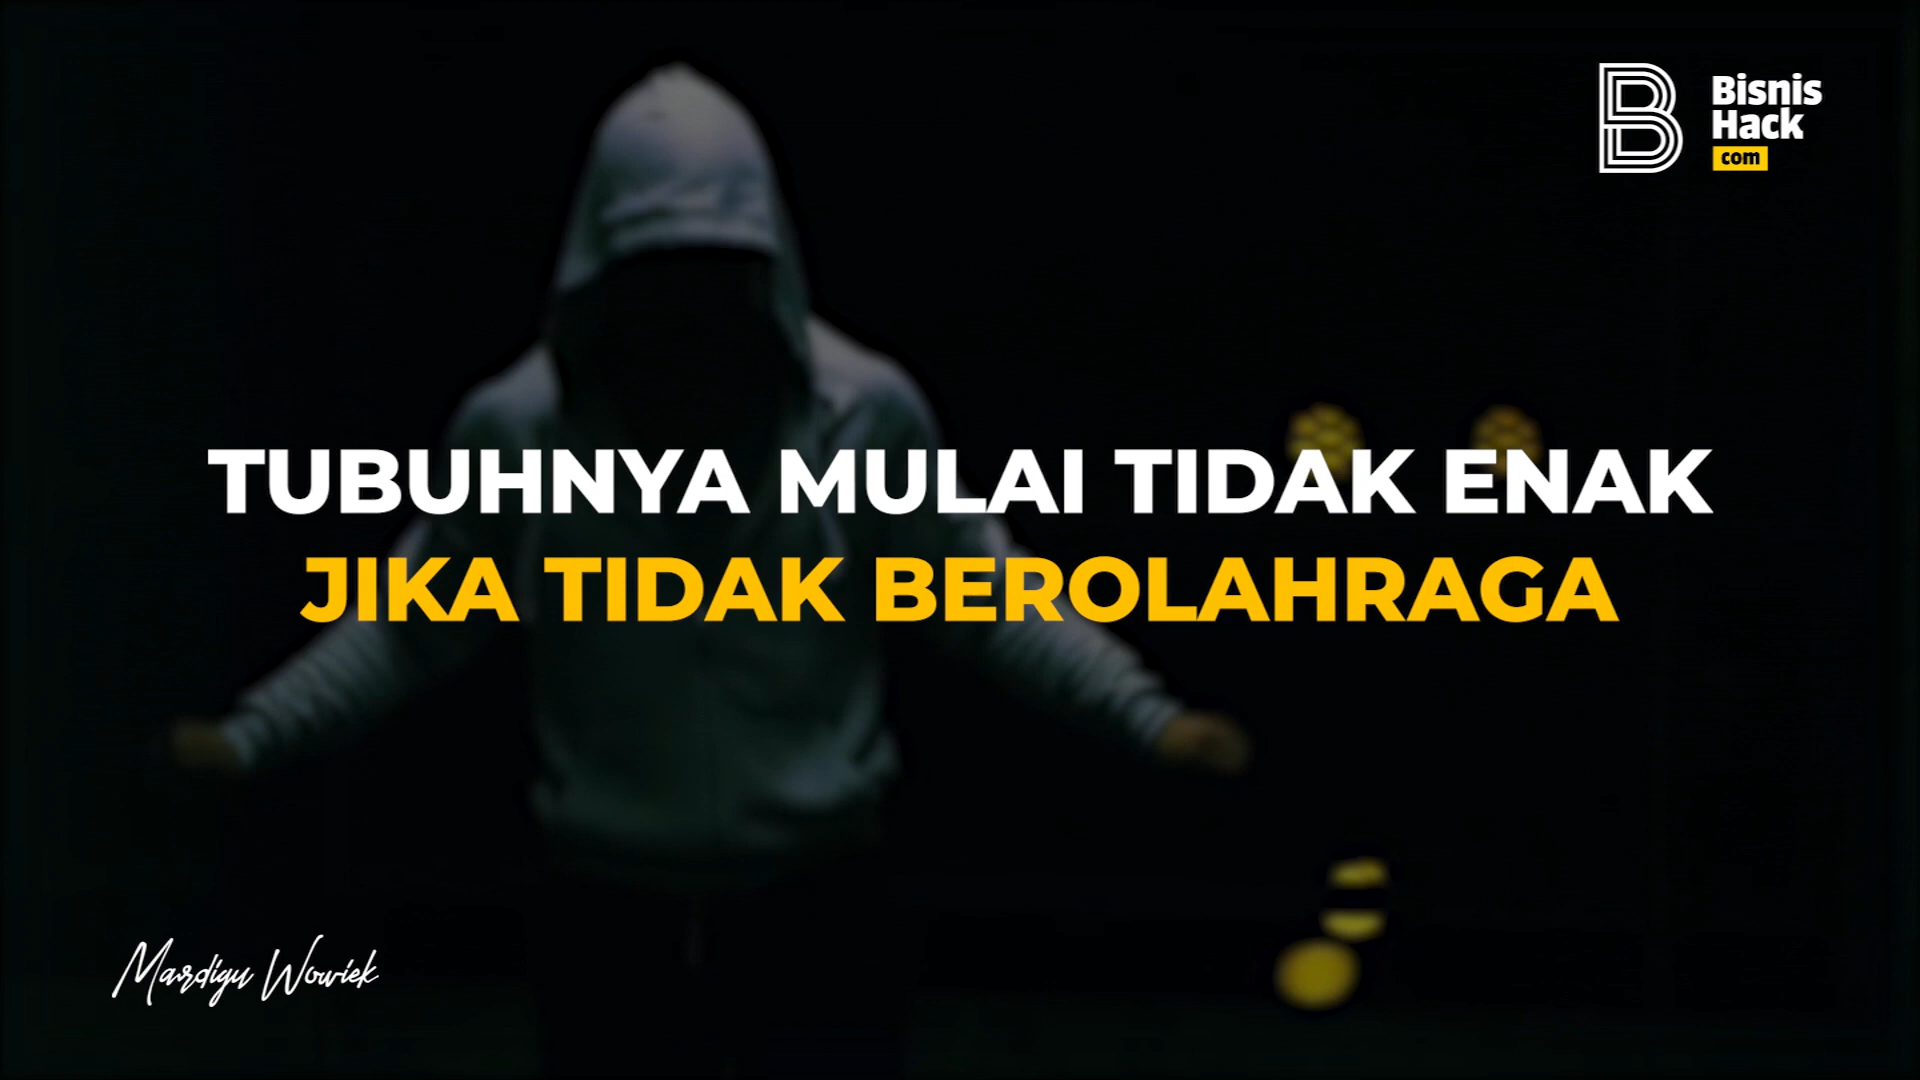 Bisnis
Hack
com
TUBUHNYA MULAI TIDAK ENAK
JIKA TIDAK BEROLAHRAGA
Mardigu Wowiek